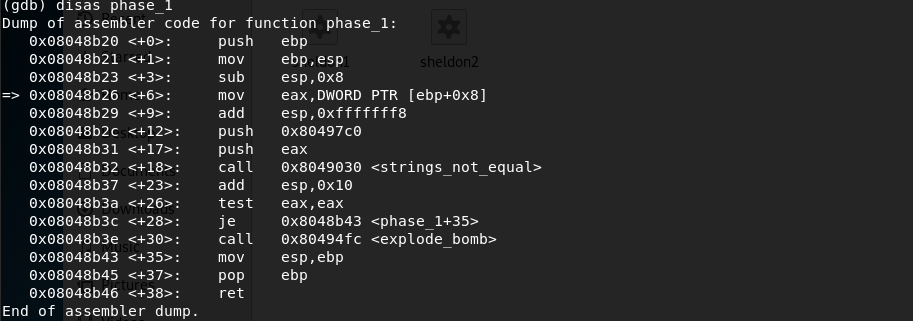 (gdb) disas phase_1
Dump of assembler code for function phase_1:
   0x08048b20 <+0>:	push   ebp
   0x08048b21 <+1>:	mov    ebp,esp
   0x08048b23 <+3>:	sub    esp,0x8
=> 0x08048b26 <+6>:	mov    eax,DWORD PTR [ebp+0x8]
   0x08048b29 <+9>:	add    esp,0xfffffff8
   0x08048b2c <+12>:	push   0x80497c0
   0x08048b31 <+17>:	push   eax
   0x08048b32 <+18>:	call   0x8049030 <strings_not_equal>
   0x08048b37 <+23>:	add    esp,0x10
   0x08048b3a <+26>:	test   eax,eax
   0x08048b3c <+28>:	je     0x8048b43 <phase_1+35>
   0x08048b3e <+30>:	call   0x80494fc <explode_bomb>
   0x08048b43 <+35>:	mov    esp,ebp
   0x08048b45 <+37>:	pop    ebp
   0x08048b46 <+38>:	ret
End of assembler dump.
sheldon2
Downloads
Music
Pictures